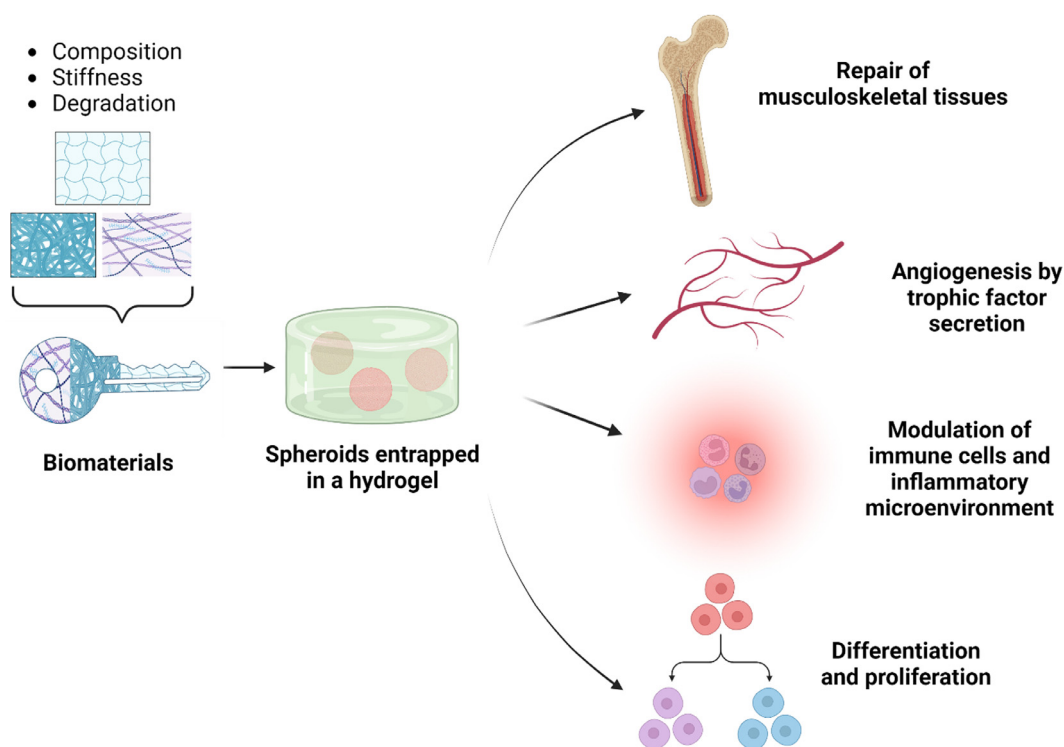 • Composition
• Stiffness
• Degradation
Biomaterials
Spheroids entrapped
in a hydrogel
Repair of
musculoskeletal tissues
Angiogenesis by
trophic factor
secretion
Modulation of
immune cells and
inflammatory
microenvironment
Differentiation
and proliferation